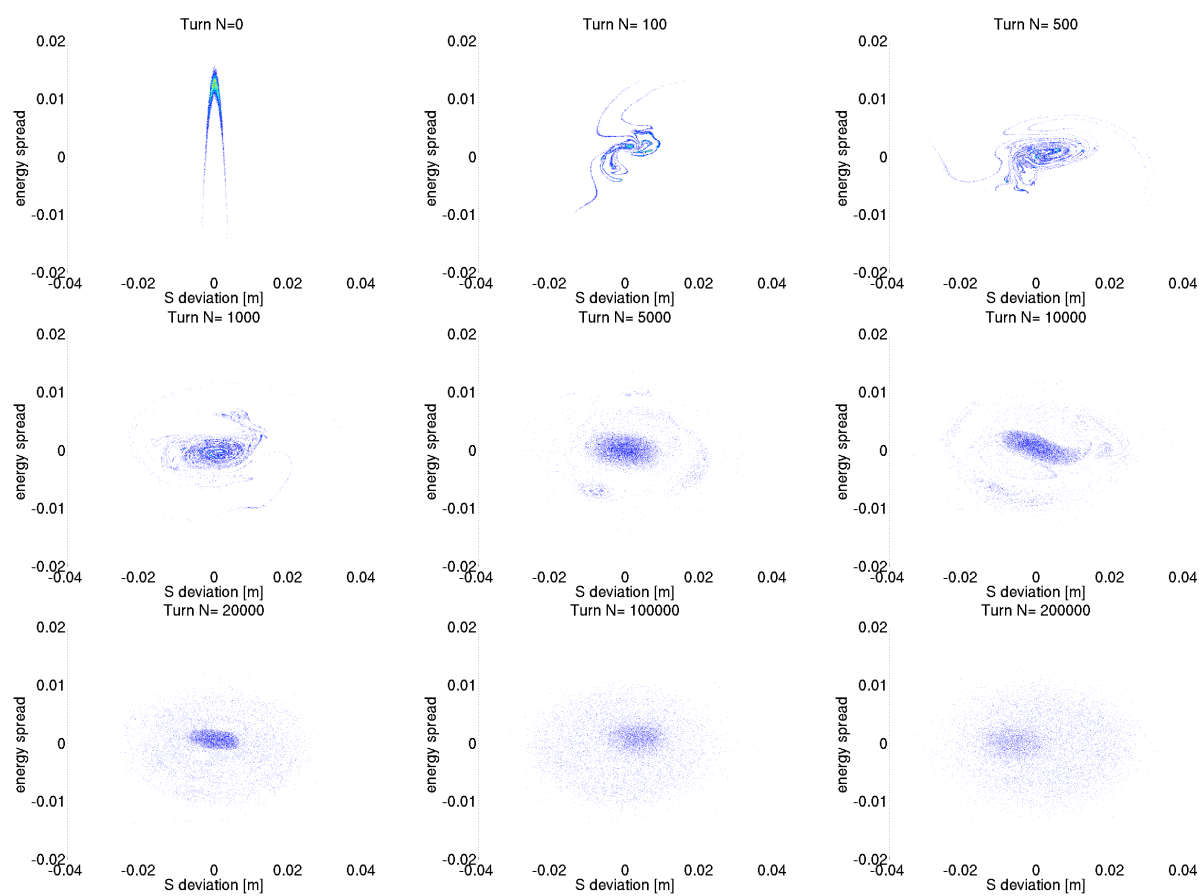 Turn N=0
0.02
0.01
0
-0.01
-0.02
energy spread
-0.04 -0.02 0 0.02 0.04
S deviation [m]
Turn N= 100
0.02
0.01
0
-0.01
-0.02
energy spread
-0.04 -0.02 0 0.02 0.04
S deviation [m]
Turn N= 500
0.02
0.01
0
-0.01
-0.02
energy spread
-0.04 -0.02 0 0.02 0.04
S deviation [m]
Turn N= 1000
0.02
0.01
0
-0.01
-0.02
energy spread
-0.04 -0.02 0 0.02 0.04
S deviation [m]
Turn N= 5000
0.02
0.01
0
-0.01
-0.02
energy spread
-0.04 -0.02 0 0.02 0.04
S deviation [m]
Turn N= 10000
0.02
0.01
0
-0.01
-0.02
energy spread
-0.04 -0.02 0 0.02 0.04
S deviation [m]
Turn N= 20000
0.02
0.01
0
-0.01
-0.02
energy spread
-0.04 -0.02 0 0.02 0.04
S deviation [m]
Turn N= 100000
0.02
0.01
0
-0.01
-0.02
energy spread
-0.04 -0.02 0 0.02 0.04
S deviation [m]
Turn N= 200000
0.02
0.01
0
-0.01
-0.02
energy spread
-0.04 -0.02 0 0.02 0.04
S deviation [m]